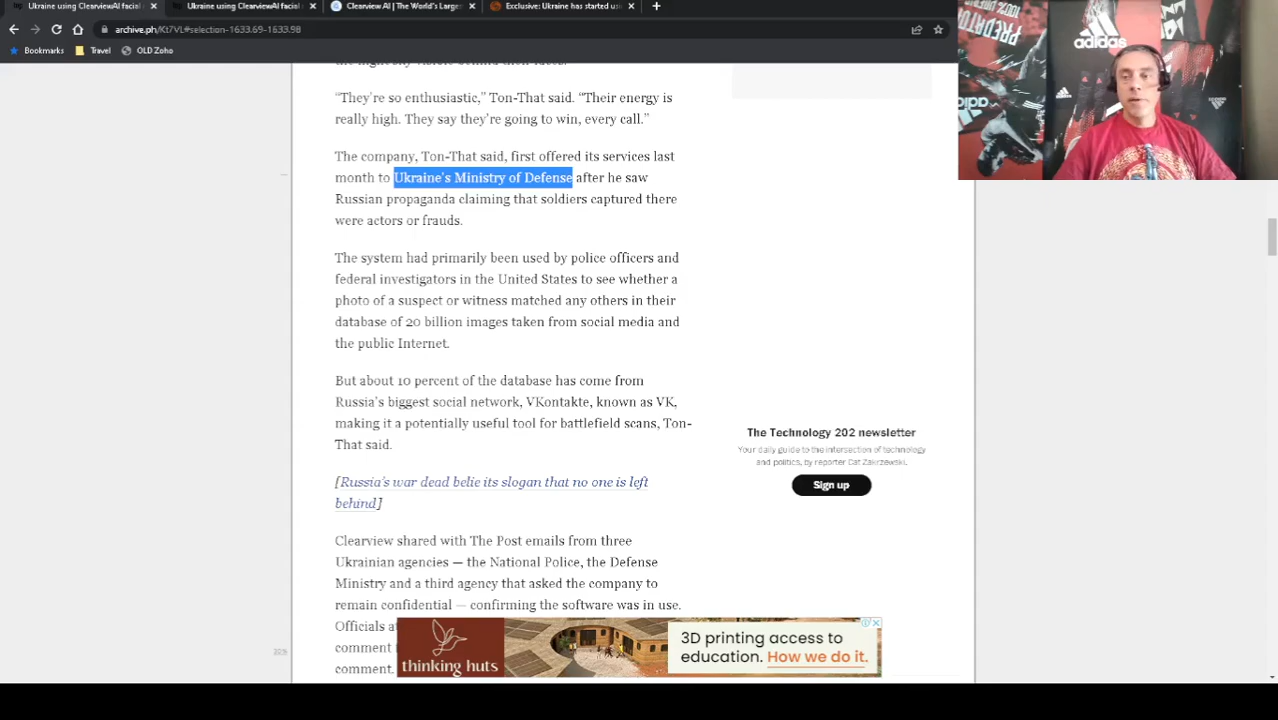 Ukraine using ClearviewAI facial
Ukraine using ClearviewAI facial
Clearview AI | The World's Larges
Exclusive: Ukraine has started usi
archive.ph/Kt7VL#selection-1633.69-1633.98
Bookmarks
Travel
OLD Zoho
“They’re so enthusiastic,” Ton-That said. “Their energy is
really high. They say they’re going to win, every call.”
The company, Ton-That said, first offered its services last
month to Ukraine’s Ministry of Defense after he saw
Russian propaganda claiming that soldiers captured there
were actors or frauds.
The system had primarily been used by police officers and
federal investigators in the United States to see whether a
photo of a suspect or witness matched any others in their
database of 20 billion images taken from social media and
the public Internet.
But about 10 percent of the database has come from
Russia’s biggest social network, VKontakte, known as VK,
making it a potentially useful tool for battlefield scans, Ton-
That said.
[Russia’s war dead belie its slogan that no one is left
behind]
Clearview shared with The Post emails from three
Ukrainian agencies — the National Police, the Defense
Ministry and a third agency that asked the company to
remain confidential — confirming the software was in use.
Officials at
comment
comment.
The Technology 202 newsletter
Your daily guide to the intersection of technology
and politics, by reporter Cat Zakrzewski.
Sign up
thinking huts
3D printing access to
education. How we do it.
PREDATOR
adidas